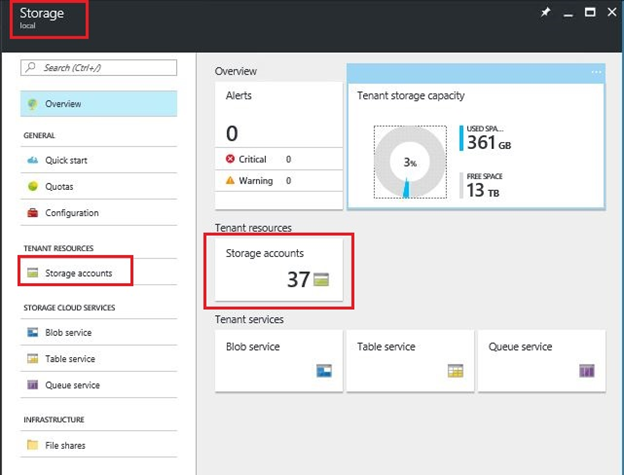 Storage
local
Search (Ctrl+/)
Overview
GENERAL
Quick start
Quotas
Configuration
TENANT RESOURCES
Storage accounts
STORAGE CLOUD SERVICES
Blob service
Table service
Queue service
INFRASTRUCTURE
File shares
Overview
Alerts
0
Critical 0
Warning 0
Tenant storage capacity
3%
USED SPA...
361 GB
FREE SPACE
13 TB
Tenant resources
Storage accounts
37
Tenant services
Blob service
Table service
Queue service